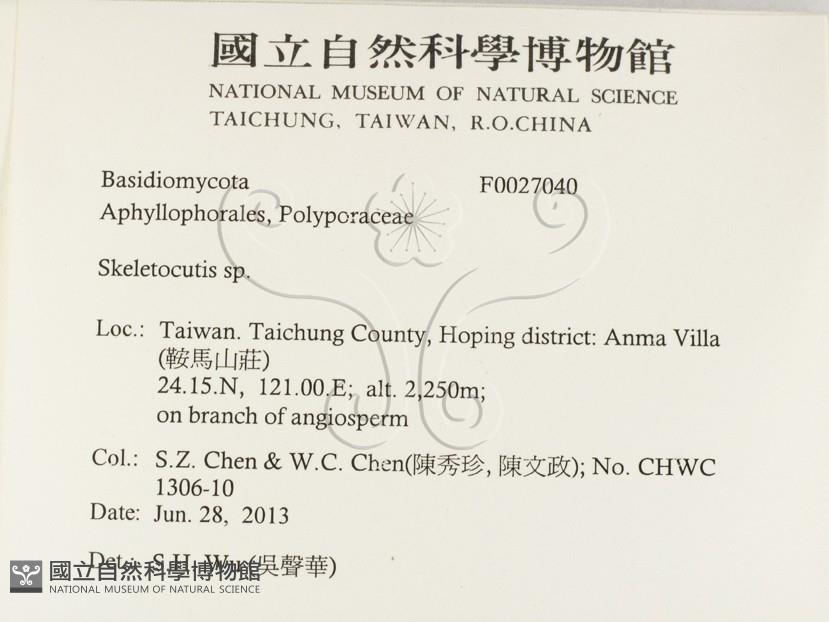 國立自然科學博物館
NATIONAL MUSEUM OF NATURAL SCIENCE
TAICHUNG, TAIWAN, R.O.CHINA
Basidiomycota F0027040
Aphyllophorales, Polyporaceae
Skeletocutis sp.
Loc.: Taiwan. Taichung County, Hoping district: Anma Villa
(鞍馬山莊)
24.15.N, 121.00.E; alt. 2,250m;
on branch of angiosperm
Col.: S.Z. Chen & W.C. Chen(陳秀珍, 陳文政); No. CHWC
1306-10
Date: Jun. 28, 2013
Det.: S.H. Wu (吳聲華)
國立自然科學博物館
NATIONAL MUSEUM OF NATURAL SCIENCE